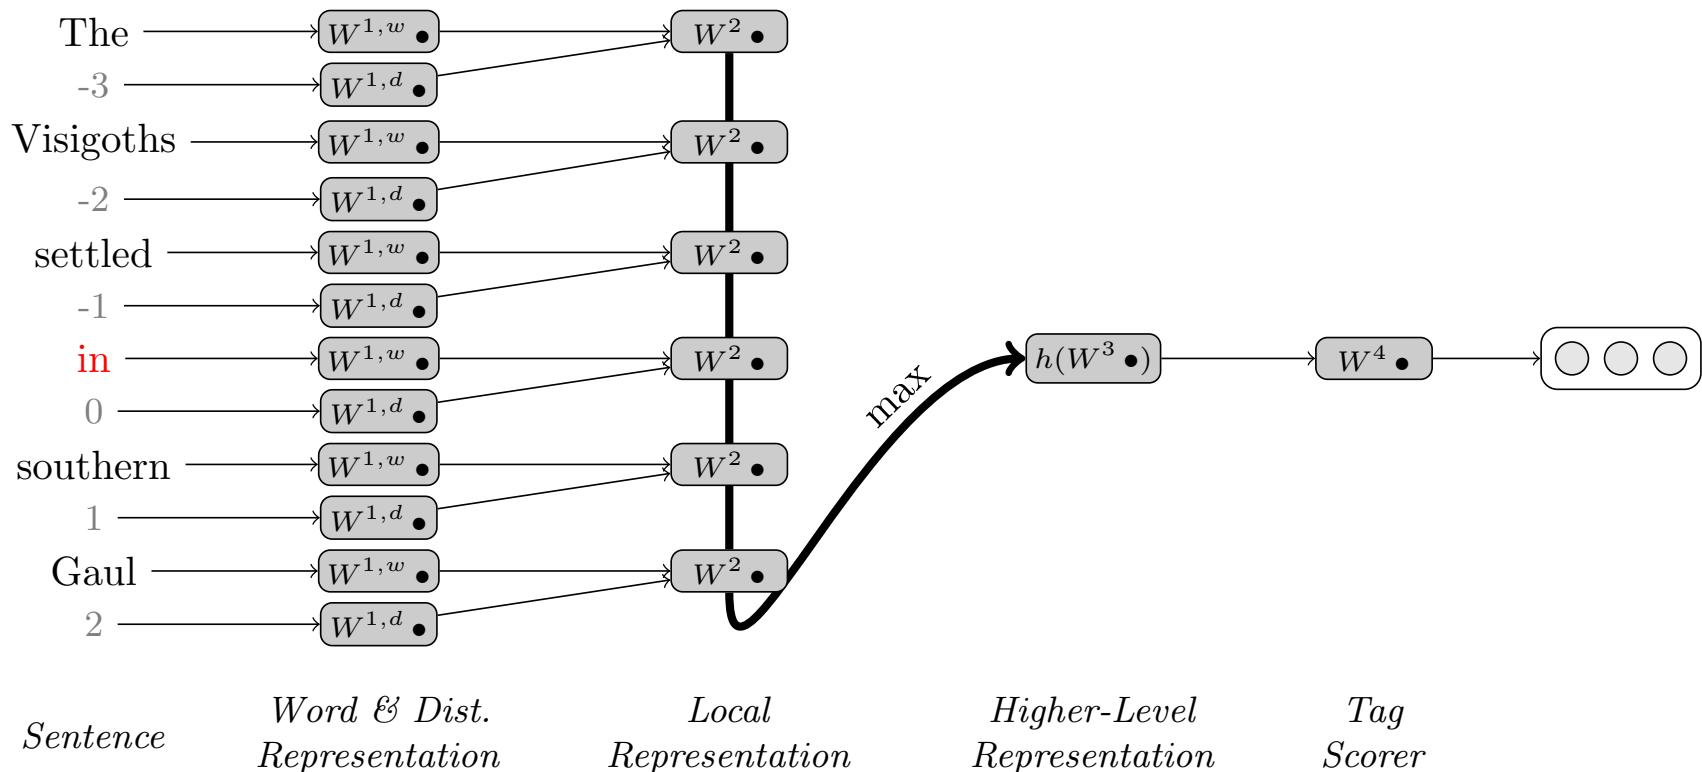 The W^{1,w} • W^2 •
-3 W^{1,d} •
Visigoths W^{1,w} • W^2 •
-2 W^{1,d} •
settled W^{1,w} • W^2 •
-1 W^{1,d} •
in W^{1,w} • W^2 • max h(W^3 •) W^4 •
0 W^{1,d} •
southern W^{1,w} • W^2 •
1 W^{1,d} •
Gaul W^{1,w} • W^2 •
2 W^{1,d} •
Sentence
Word & Dist.
Representation
Local
Representation
Higher-Level
Representation
Tag
Scorer